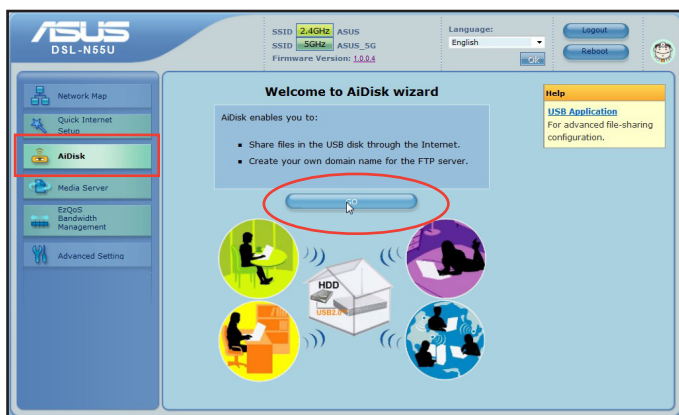 ASUS
DSL-N55U
SSID 2.4GHz ASUS
SSID 5GHz ASUS_5G
Firmware Version: 1.0.0.4
Language:
English
OK
Logout
Reboot
Network Map
Quick Internet
Setup
AiDisk
Media Server
EzQoS
Bandwidth
Management
Advanced Setting
Welcome to AiDisk wizard
AiDisk enables you to:
Share files in the USB disk through the Internet.
Create your own domain name for the FTP server.
GO
HDD
USB2.0
Help
USB Application
For advanced file-sharing
configuration.